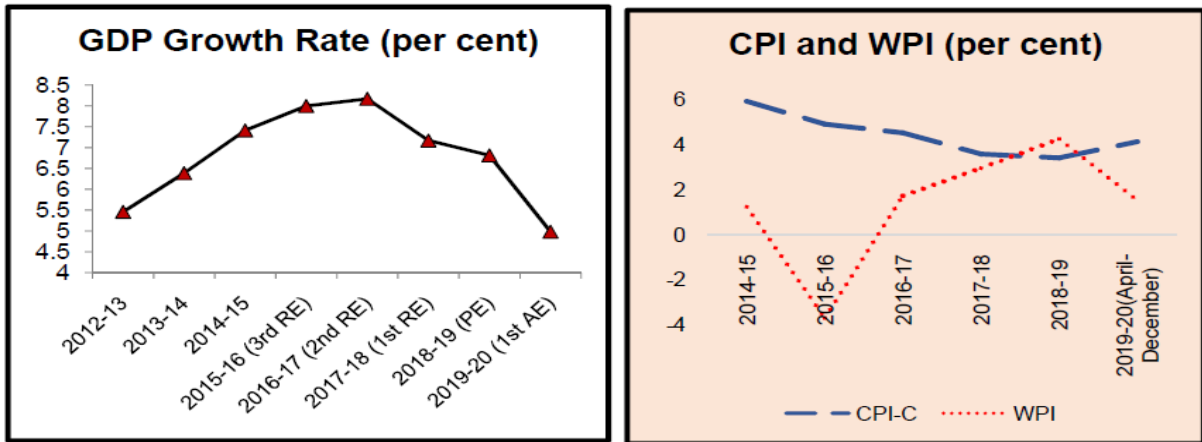 GDP Growth Rate (per cent)
8.5
8
7.5
7
6.5
6
5.5
5
4.5
4
2012-13
2013-14
2014-15
2015-16 (3rd RE)
2016-17 (2nd RE)
2017-18 (1st RE)
2018-19 (PE)
2019-20 (1st AE)
CPI and WPI (per cent)
6
4
2
0
-2
-4
2014-15
2015-16
2016-17
2017-18
2018-19
2019-20(April-
December)
CPI-C
WPI